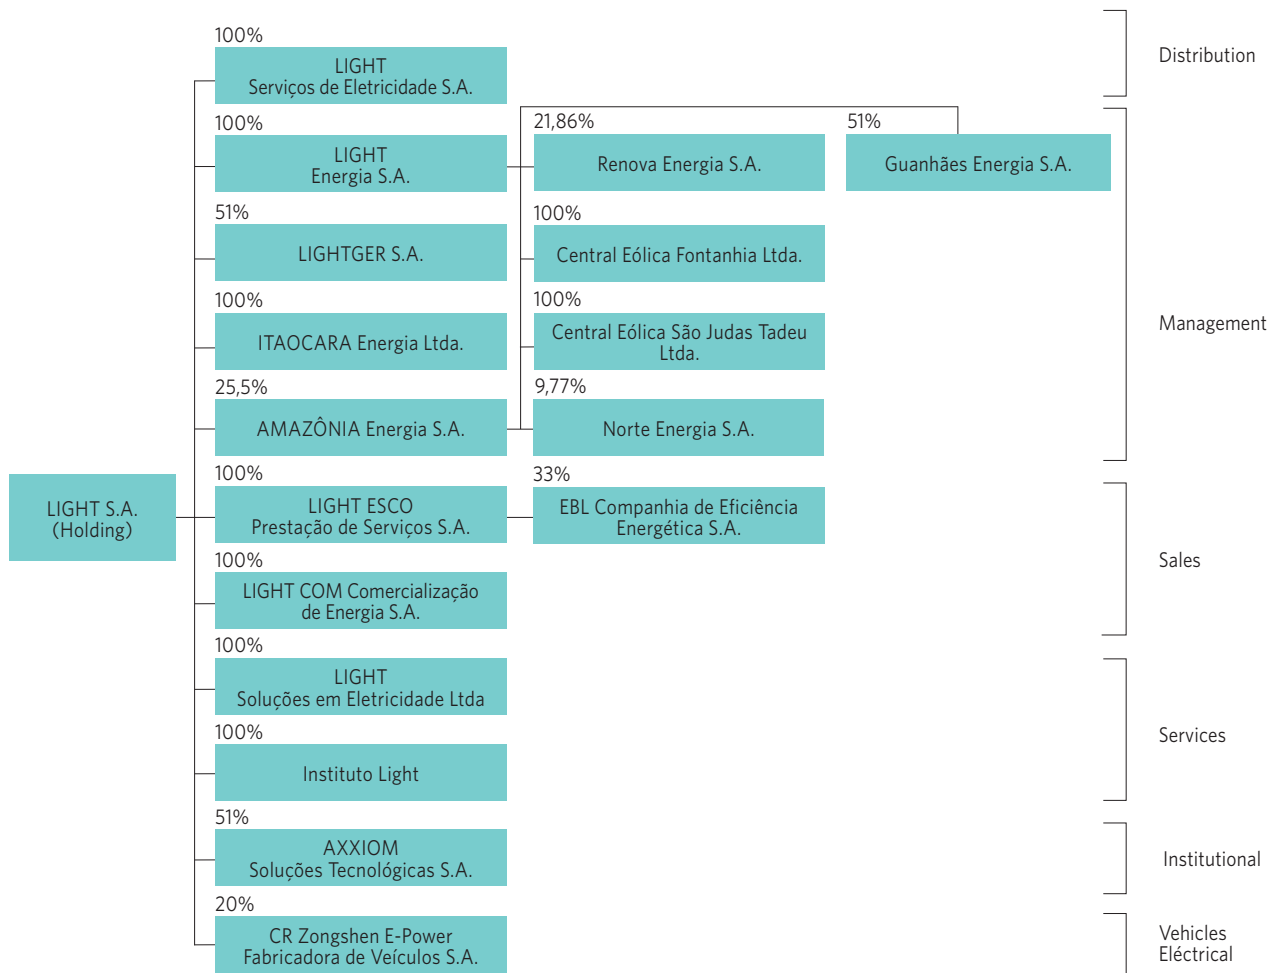 100%
LIGHT
Serviços de Eletricidade S.A.
Distribution
100%
LIGHT
Energia S.A.
21,86%
Renova Energia S.A.
51%
Guanhães Energia S.A.
51%
LIGHTGER S.A.
100%
Central Eólica Fontanhia Ltda.
100%
ITAOCARA Energia Ltda.
100%
Central Eólica São Judas Tadeu
Ltda.
Management
25,5%
AMAZÔNIA Energia S.A.
9,77%
Norte Energia S.A.
LIGHT S.A.
(Holding)
100%
LIGHT ESCO
Prestação de Serviços S.A.
33%
EBL Companhia de Eficiência
Energética S.A.
100%
LIGHT COM Comercialização
de Energia S.A.
Sales
100%
LIGHT
Soluções em Eletricidade Ltda
100%
Instituto Light
Services
51%
AXXIOM
Soluções Tecnológicas S.A.
Institutional
20%
CR Zongshen E-Power
Fabricadora de Veículos S.A.
Vehicles
Eléctrical